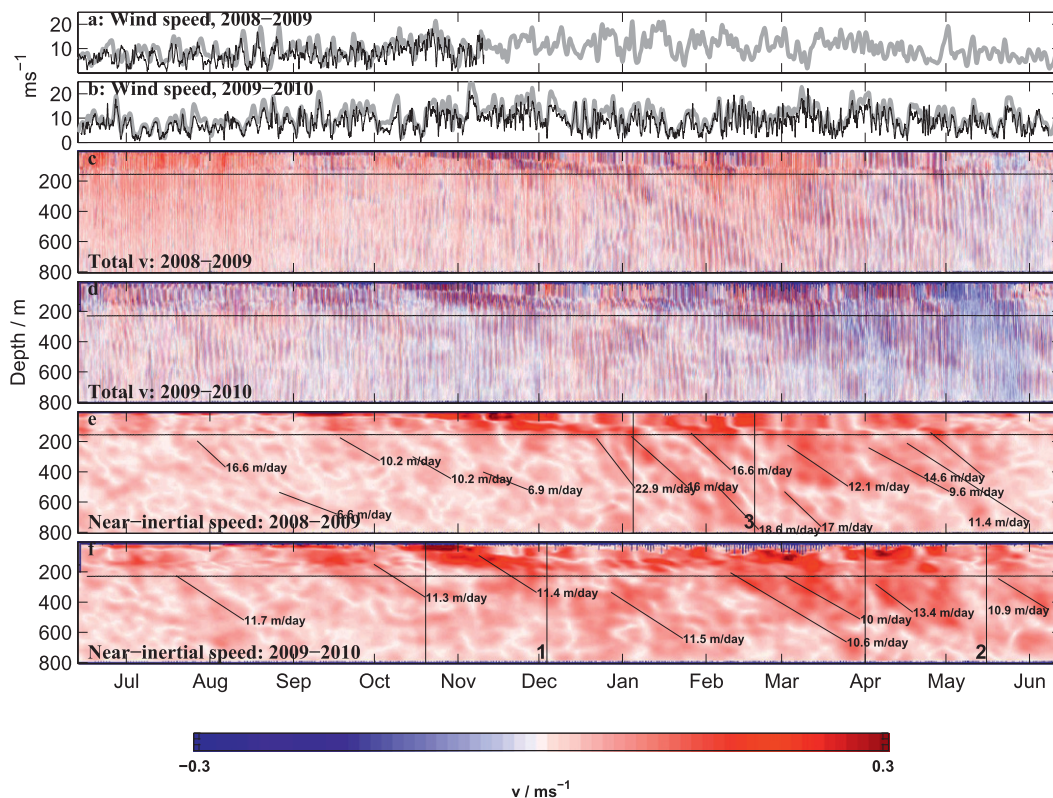 a: Wind speed, 2008−2009
20
10
ms−1
b: Wind speed, 2009−2010
20
10
0
c
200
400
600
800
Total v: 2008−2009
d
200
400
600
800
Total v: 2009−2010
Depth / m
e
200
400
600
800
16.6 m/day
10.2 m/day
10.2 m/day
6.9 m/day
6.6 m/day
22.9 m/day
16 m/day
16.6 m/day
18.6 m/day
12.1 m/day
17 m/day
14.6 m/day
9.6 m/day
11.4 m/day
3
Near−inertial speed: 2008−2009
f
200
400
600
800
11.7 m/day
11.3 m/day
11.4 m/day
11.5 m/day
10 m/day
10.6 m/day
13.4 m/day
10.9 m/day
1
2
Near−inertial speed: 2009−2010
Jul Aug Sep Oct Nov Dec Jan Feb Mar Apr May Jun
−0.3 0.3
v / ms−1